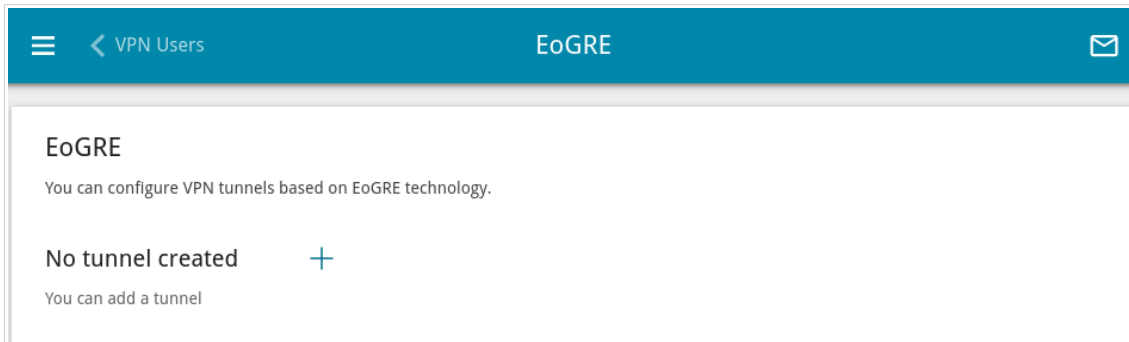 VPN Users
EoGRE
EoGRE
You can configure VPN tunnels based on EoGRE technology.
No tunnel created
You can add a tunnel